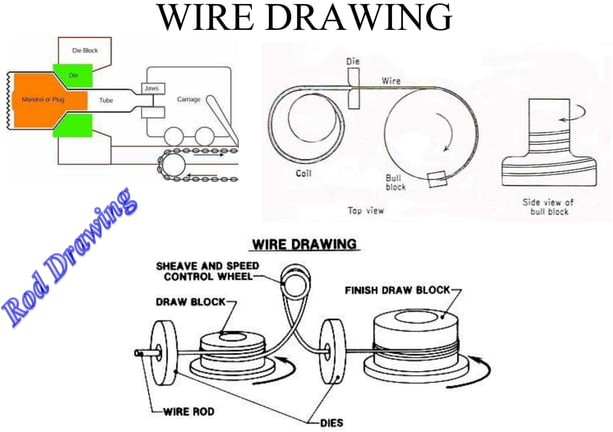 WIRE DRAWING
Die Block
Die
Mandrel or Plug
Tube
Jaws
Carriage
Rod Drawing
Die
Wire
Coil
Bull
block
Top view
Side view of
bull block
WIRE DRAWING
SHEAVE AND SPEED
CONTROL WHEEL
DRAW BLOCK
FINISH DRAW BLOCK
WIRE ROD
DIES